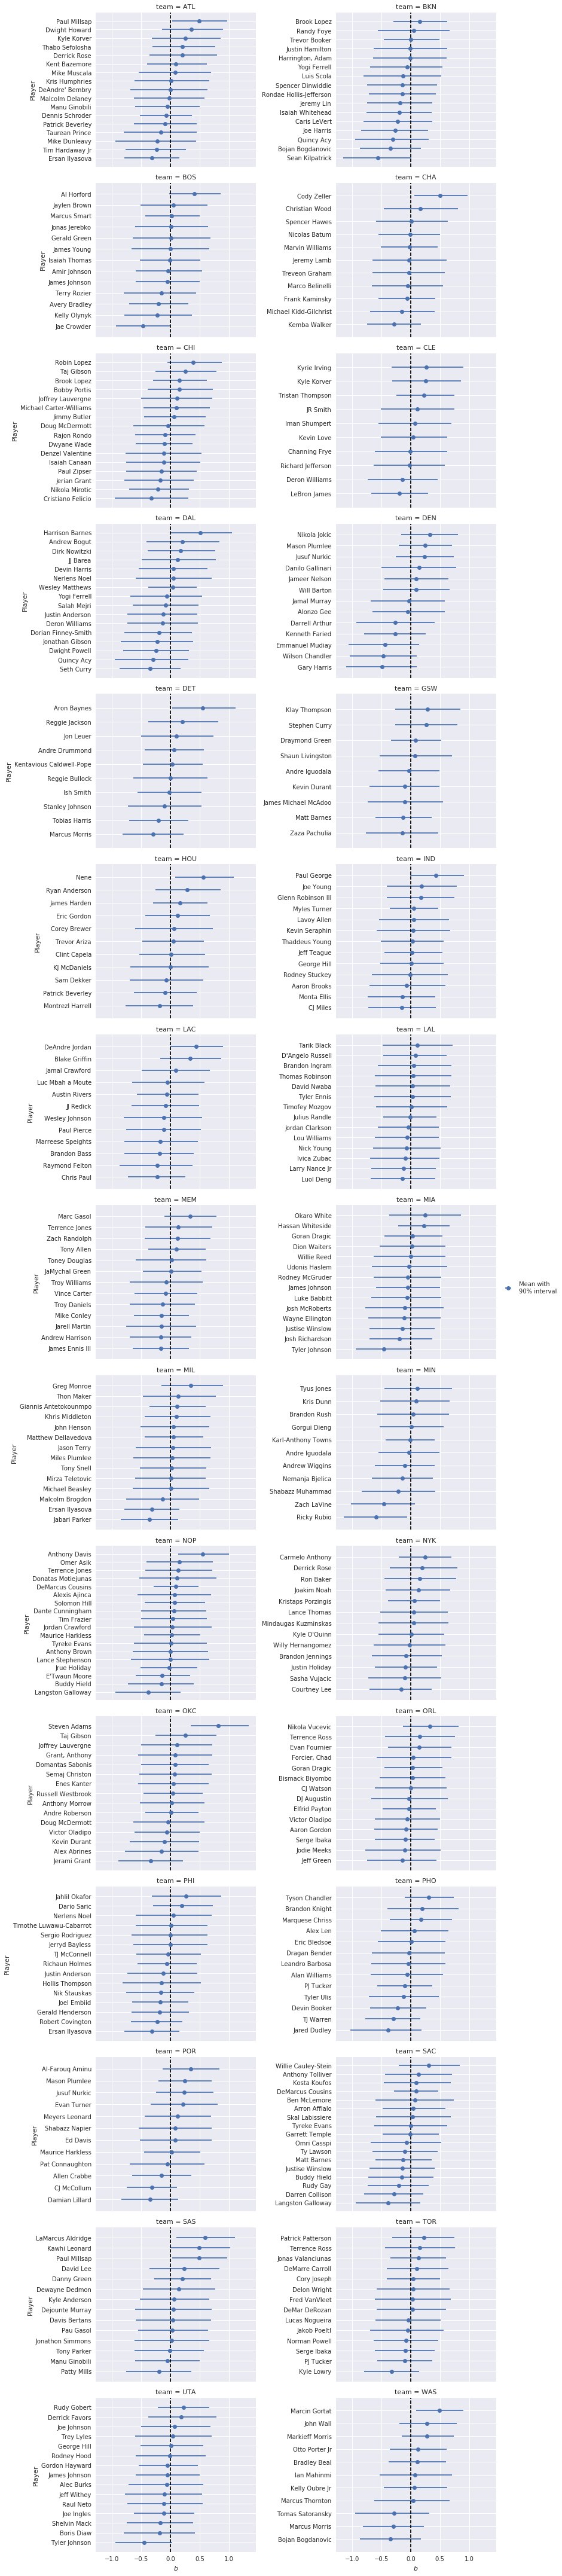 team = ATL
Paul Millsap
Dwight Howard
Kyle Korver
Thabo Sefolosha
Derrick Rose
Kent Bazemore
Mike Muscala
Kris Humphries
DeAndre' Bembry
Malcolm Delaney
Manu Ginobili
Dennis Schroder
Patrick Beverley
Taurean Prince
Mike Dunleavy
Tim Hardaway Jr
Ersan Ilyasova
Player
team = BKN
Brook Lopez
Randy Foye
Trevor Booker
Justin Hamilton
Harrington, Adam
Yogi Ferrell
Luis Scola
Spencer Dinwiddie
Rondae Hollis-Jefferson
Jeremy Lin
Isaiah Whitehead
Caris LeVert
Joe Harris
Quincy Acy
Bojan Bogdanovic
Sean Kilpatrick
team = BOS
Al Horford
Jaylen Brown
Marcus Smart
Jonas Jerebko
Gerald Green
James Young
Isaiah Thomas
Amir Johnson
James Johnson
Terry Rozier
Avery Bradley
Kelly Olynyk
Jae Crowder
Player
team = CHA
Cody Zeller
Christian Wood
Spencer Hawes
Nicolas Batum
Marvin Williams
Jeremy Lamb
Treveon Graham
Marco Belinelli
Frank Kaminsky
Michael Kidd-Gilchrist
Kemba Walker
team = CHI
Robin Lopez
Taj Gibson
Brook Lopez
Bobby Portis
Joffrey Lauvergne
Michael Carter-Williams
Jimmy Butler
Doug McDermott
Rajon Rondo
Dwyane Wade
Denzel Valentine
Isaiah Canaan
Paul Zipser
Jerian Grant
Nikola Mirotic
Cristiano Felicio
Player
team = CLE
Kyrie Irving
Kyle Korver
Tristan Thompson
JR Smith
Iman Shumpert
Kevin Love
Channing Frye
Richard Jefferson
Deron Williams
LeBron James
team = DAL
Harrison Barnes
Andrew Bogut
Dirk Nowitzki
JJ Barea
Devin Harris
Nerlens Noel
Wesley Matthews
Yogi Ferrell
Salah Mejri
Justin Anderson
Deron Williams
Dorian Finney-Smith
Jonathan Gibson
Dwight Powell
Quincy Acy
Seth Curry
Player
team = DEN
Nikola Jokic
Mason Plumlee
Jusuf Nurkic
Danilo Gallinari
Jameer Nelson
Will Barton
Jamal Murray
Alonzo Gee
Darrell Arthur
Kenneth Faried
Emmanuel Mudiay
Wilson Chandler
Gary Harris
team = DET
Aron Baynes
Reggie Jackson
Jon Leuer
Andre Drummond
Kentavious Caldwell-Pope
Reggie Bullock
Ish Smith
Stanley Johnson
Tobias Harris
Marcus Morris
Player
team = GSW
Klay Thompson
Stephen Curry
Draymond Green
Shaun Livingston
Andre Iguodala
Kevin Durant
James Michael McAdoo
Matt Barnes
Zaza Pachulia
team = HOU
Nene
Ryan Anderson
James Harden
Eric Gordon
Corey Brewer
Trevor Ariza
Clint Capela
KJ McDaniels
Sam Dekker
Patrick Beverley
Montrezl Harrell
Player
team = IND
Paul George
Joe Young
Glenn Robinson III
Myles Turner
Lavoy Allen
Kevin Seraphin
Thaddeus Young
Jeff Teague
George Hill
Rodney Stuckey
Aaron Brooks
Monta Ellis
CJ Miles
team = LAC
DeAndre Jordan
Blake Griffin
Jamal Crawford
Luc Mbah a Moute
Austin Rivers
JJ Redick
Wesley Johnson
Paul Pierce
Marreese Speights
Brandon Bass
Raymond Felton
Chris Paul
Player
team = LAL
Tarik Black
D'Angelo Russell
Brandon Ingram
Thomas Robinson
David Nwaba
Tyler Ennis
Timofey Mozgov
Julius Randle
Jordan Clarkson
Lou Williams
Nick Young
Ivica Zubac
Larry Nance Jr
Luol Deng
team = MEM
Marc Gasol
Terrence Jones
Zach Randolph
Tony Allen
Toney Douglas
JaMychal Green
Troy Williams
Vince Carter
Troy Daniels
Mike Conley
Jarell Martin
Andrew Harrison
James Ennis III
Player
team = MIA
Okaro White
Hassan Whiteside
Goran Dragic
Dion Waiters
Willie Reed
Udonis Haslem
Rodney McGruder
James Johnson
Luke Babbitt
Josh McRoberts
Wayne Ellington
Justise Winslow
Josh Richardson
Tyler Johnson
Mean with
90% interval
team = MIL
Greg Monroe
Thon Maker
Giannis Antetokounmpo
Khris Middleton
John Henson
Matthew Dellavedova
Jason Terry
Miles Plumlee
Tony Snell
Mirza Teletovic
Michael Beasley
Malcolm Brogdon
Ersan Ilyasova
Jabari Parker
Player
team = MIN
Tyus Jones
Kris Dunn
Brandon Rush
Gorgui Dieng
Karl-Anthony Towns
Andre Iguodala
Andrew Wiggins
Nemanja Bjelica
Shabazz Muhammad
Zach LaVine
Ricky Rubio
team = NOP
Anthony Davis
Omer Asik
Terrence Jones
Donatas Motiejunas
DeMarcus Cousins
Alexis Ajinca
Solomon Hill
Dante Cunningham
Tim Frazier
Jordan Crawford
Maurice Harkless
Tyreke Evans
Anthony Brown
Lance Stephenson
Jrue Holiday
E'Twaun Moore
Buddy Hield
Langston Galloway
Player
team = NYK
Carmelo Anthony
Derrick Rose
Ron Baker
Joakim Noah
Kristaps Porzingis
Lance Thomas
Mindaugas Kuzminskas
Kyle O'Quinn
Willy Hernangomez
Brandon Jennings
Justin Holiday
Sasha Vujacic
Courtney Lee
team = OKC
Steven Adams
Taj Gibson
Joffrey Lauvergne
Grant, Anthony
Domantas Sabonis
Semaj Christon
Enes Kanter
Russell Westbrook
Anthony Morrow
Andre Roberson
Doug McDermott
Victor Oladipo
Kevin Durant
Alex Abrines
Jerami Grant
Player
team = ORL
Nikola Vucevic
Terrence Ross
Evan Fournier
Forcier, Chad
Goran Dragic
Bismack Biyombo
CJ Watson
DJ Augustin
Elfrid Payton
Victor Oladipo
Aaron Gordon
Serge Ibaka
Jodie Meeks
Jeff Green
team = PHI
Jahlil Okafor
Dario Saric
Nerlens Noel
Timothe Luwawu-Cabarrot
Sergio Rodriguez
Jerryd Bayless
TJ McConnell
Richaun Holmes
Justin Anderson
Hollis Thompson
Nik Stauskas
Joel Embiid
Gerald Henderson
Robert Covington
Ersan Ilyasova
Player
team = PHO
Tyson Chandler
Brandon Knight
Marquese Chriss
Alex Len
Eric Bledsoe
Dragan Bender
Leandro Barbosa
Alan Williams
PJ Tucker
Tyler Ulis
Devin Booker
TJ Warren
Jared Dudley
team = POR
Al-Farouq Aminu
Mason Plumlee
Jusuf Nurkic
Evan Turner
Meyers Leonard
Shabazz Napier
Ed Davis
Maurice Harkless
Pat Connaughton
Allen Crabbe
CJ McCollum
Damian Lillard
Player
team = SAC
Willie Cauley-Stein
Anthony Tolliver
Kosta Koufos
DeMarcus Cousins
Ben McLemore
Arron Afflalo
Skal Labissiere
Tyreke Evans
Garrett Temple
Omri Casspi
Ty Lawson
Matt Barnes
Justise Winslow
Buddy Hield
Rudy Gay
Darren Collison
Langston Galloway
team = SAS
LaMarcus Aldridge
Kawhi Leonard
Paul Millsap
David Lee
Danny Green
Dewayne Dedmon
Kyle Anderson
Dejounte Murray
Davis Bertans
Pau Gasol
Jonathon Simmons
Tony Parker
Manu Ginobili
Patty Mills
Player
team = TOR
Patrick Patterson
Terrence Ross
Jonas Valanciunas
DeMarre Carroll
Cory Joseph
Delon Wright
Fred VanVleet
DeMar DeRozan
Lucas Nogueira
Jakob Poeltl
Norman Powell
Serge Ibaka
PJ Tucker
Kyle Lowry
team = UTA
Rudy Gobert
Derrick Favors
Joe Johnson
Trey Lyles
George Hill
Rodney Hood
Gordon Hayward
James Johnson
Alec Burks
Jeff Withey
Raul Neto
Joe Ingles
Shelvin Mack
Boris Diaw
Tyler Johnson
Player
−1.0 −0.5 0.0 0.5 1.0
b
team = WAS
Marcin Gortat
John Wall
Markieff Morris
Otto Porter Jr
Bradley Beal
Ian Mahinmi
Kelly Oubre Jr
Marcus Thornton
Tomas Satoransky
Marcus Morris
Bojan Bogdanovic
−1.0 −0.5 0.0 0.5 1.0
b